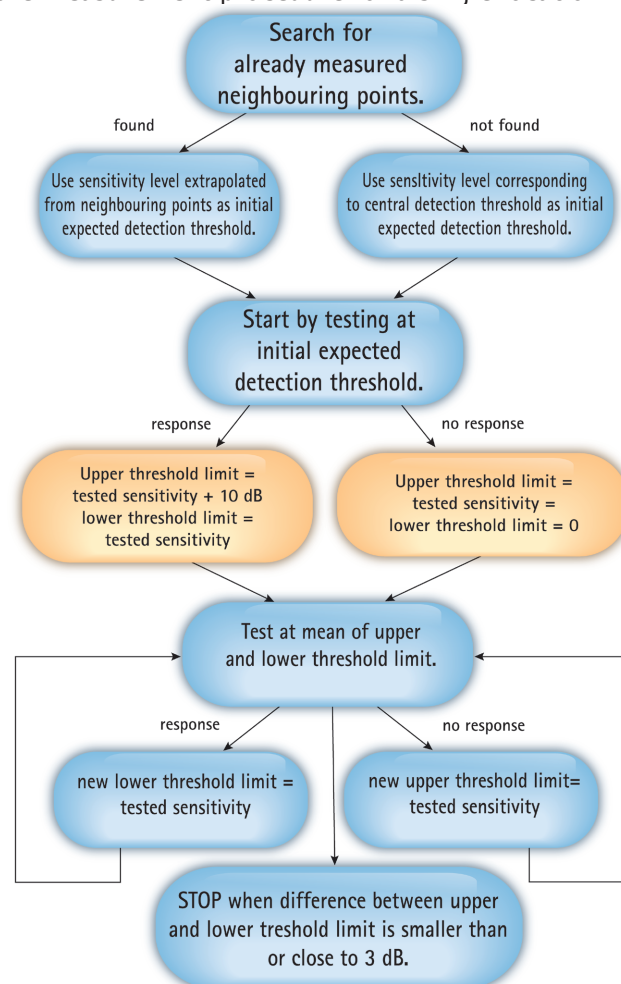 Search for
already measured
neighbouring points.
found
not found
Use sensitivity level extrapolated
from neighbouring points as initial
expected detection threshold.
Use sensItivity level corresponding
to central detection threshold as initial
expected detection threshold.
Start by testing at
initial expected
detection threshold.
response
no response
Upper threshold limit =
tested sensitivity + 10 dB
lower threshold limit =
tested sensitivity
Upper threshold limit =
tested sensitivity =
lower threshold limit = 0
Test at mean of upper
and lower threshold limit.
response
no response
new lower threshold limit =
tested sensitivity
new upper threshold limit=
tested sensitivity
STOP when difference between upper
and lower treshold limit is smaller than
or close to 3 dB.